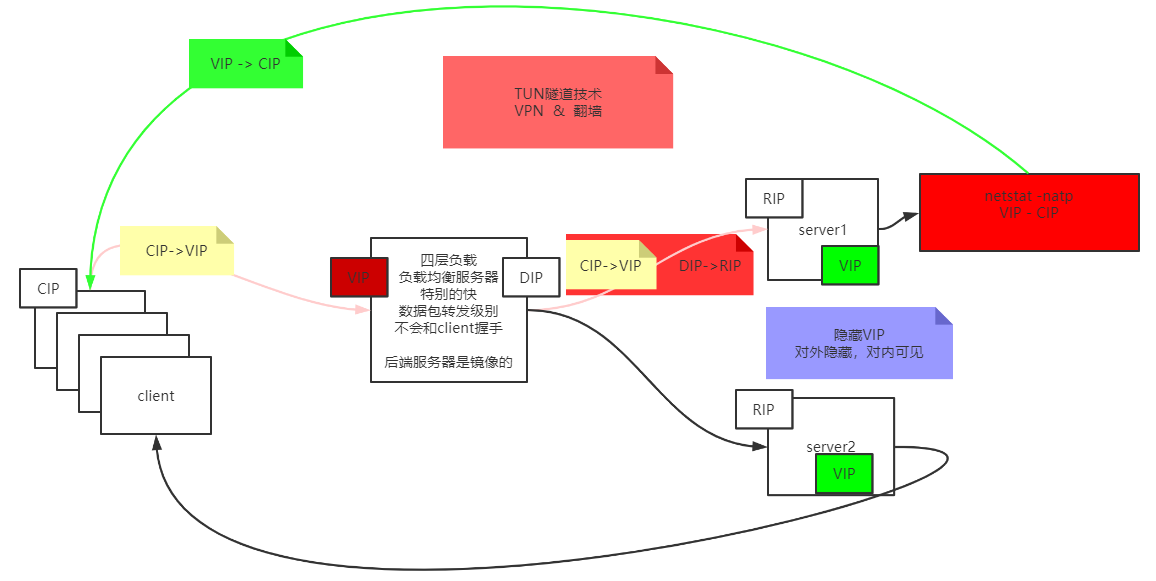 VIP -> CIP
TUN隧道技术
VPN & 翻墙
RIP
server1
VIP
netstat -natp
VIP - CIP
CIP->VIP
CIP
client
VIP
四层负载
负载均衡服务器
特别的快
数据包转发级别
不会和client握手
后端服务器是镜像的
DIP
CIP->VIP
DIP->RIP
隐藏VIP
对外隐藏，对内可见
RIP
server2
VIP